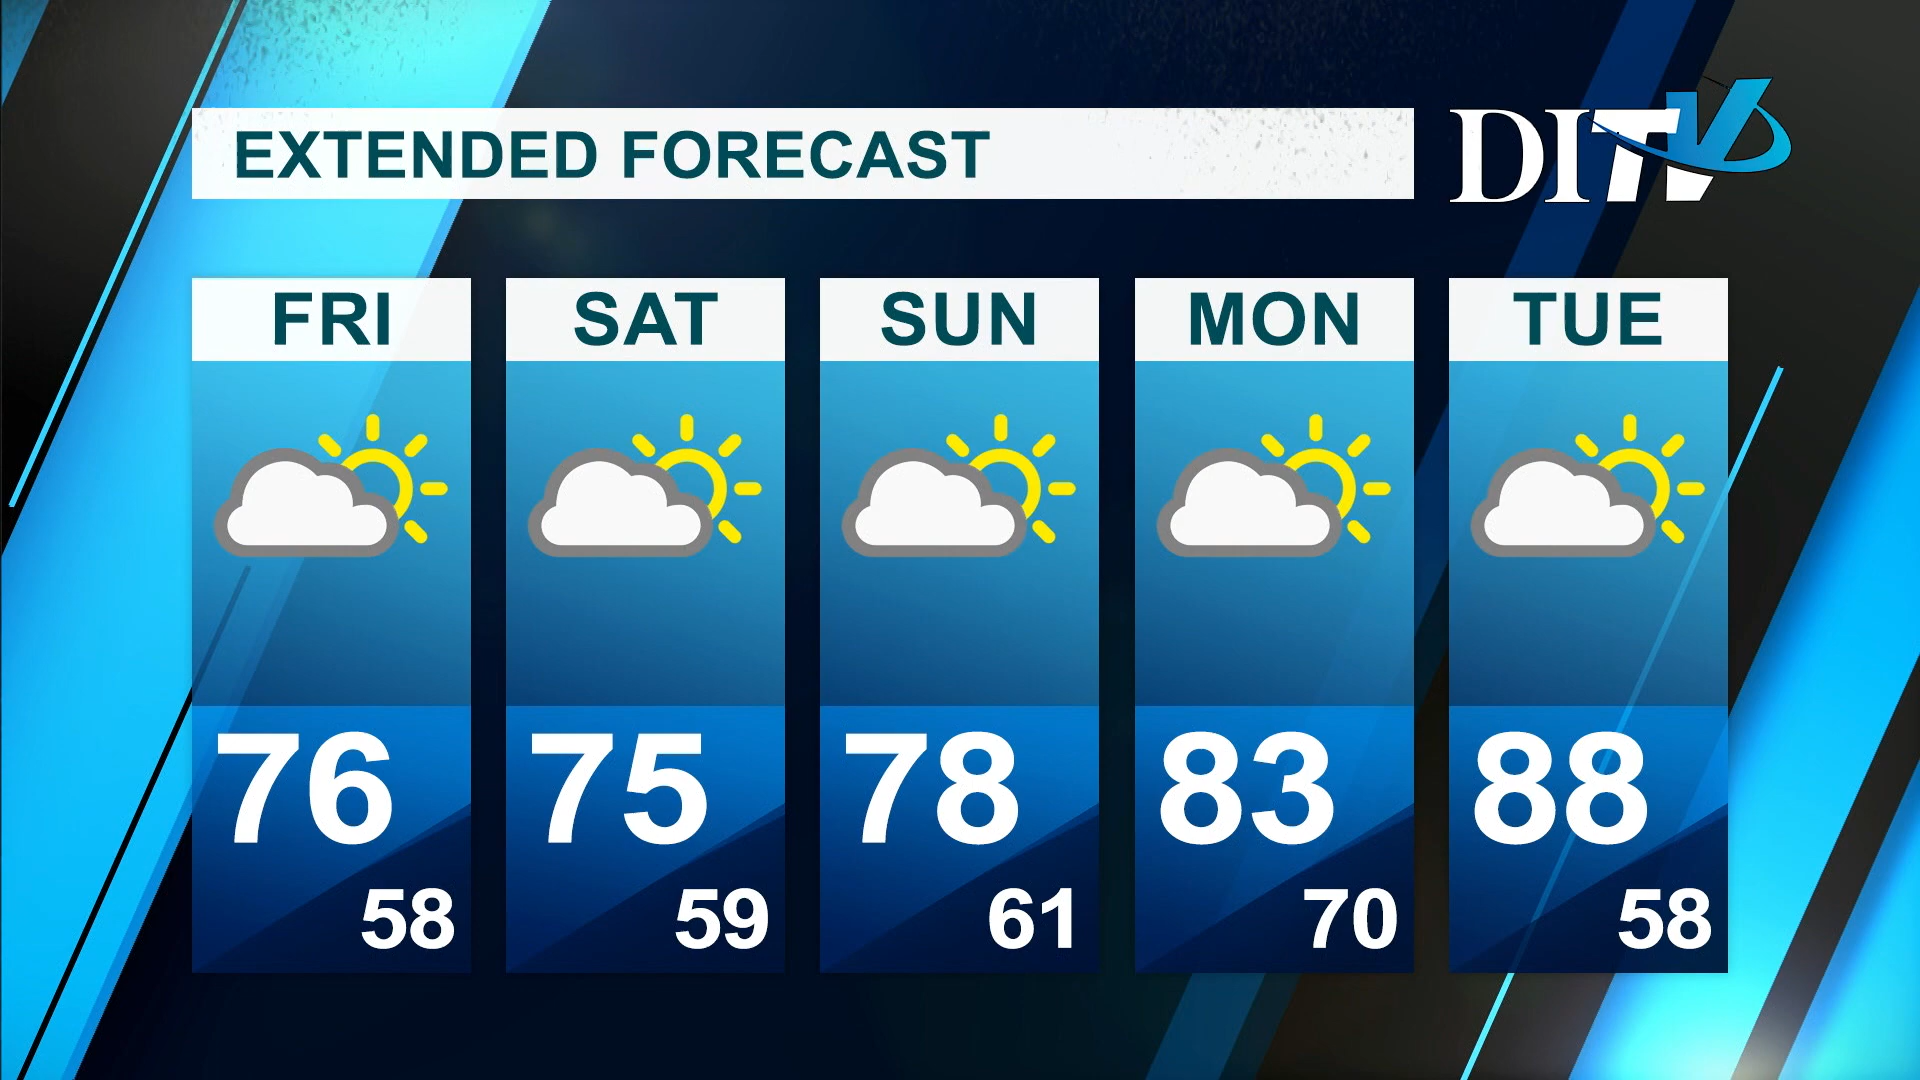 EXTENDED FORECAST
DITV
FRI SAT SUN MON TUE
76 75 78 83 88
58 59 61 70 58